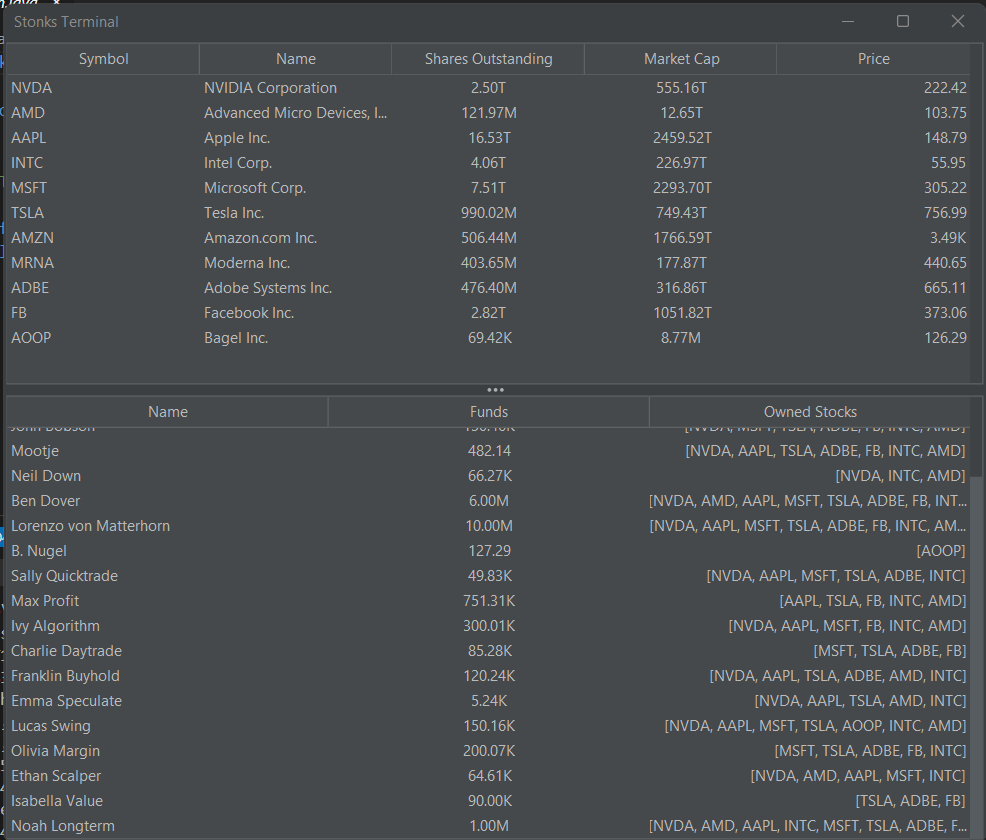 Stonks Terminal
Symbol Name Shares Outstanding Market Cap Price
NVDA NVIDIA Corporation 2.50T 555.16T 222.42
AMD Advanced Micro Devices, I... 121.97M 12.65T 103.75
AAPL Apple Inc. 16.53T 2459.52T 148.79
INTC Intel Corp. 4.06T 226.97T 55.95
MSFT Microsoft Corp. 7.51T 2293.70T 305.22
TSLA Tesla Inc. 990.02M 749.43T 756.99
AMZN Amazon.com Inc. 506.44M 1766.59T 3.49K
MRNA Moderna Inc. 403.65M 177.87T 440.65
ADBE Adobe Systems Inc. 476.40M 316.86T 665.11
FB Facebook Inc. 2.82T 1051.82T 373.06
AOOP Bagel Inc. 69.42K 8.77M 126.29
Name Funds Owned Stocks
[NVDA, MSFT, TSLA, ADBE, FB, INTC, AMD]
Mootje 482.14 [NVDA, AAPL, TSLA, ADBE, FB, INTC, AMD]
Neil Down 66.27K [NVDA, INTC, AMD]
Ben Dover 6.00M [NVDA, AMD, AAPL, MSFT, TSLA, ADBE, FB, INT...
Lorenzo von Matterhorn 10.00M [NVDA, AAPL, MSFT, TSLA, ADBE, FB, INTC, AM...
B. Nugel 127.29 [AOOP]
Sally Quicktrade 49.83K [NVDA, AAPL, MSFT, TSLA, ADBE, INTC]
Max Profit 751.31K [AAPL, TSLA, FB, INTC, AMD]
Ivy Algorithm 300.01K [NVDA, AAPL, MSFT, FB, INTC, AMD]
Charlie Daytrade 85.28K [MSFT, TSLA, ADBE, FB]
Franklin Buyhold 120.24K [NVDA, AAPL, TSLA, ADBE, AMD, INTC]
Emma Speculate 5.24K [NVDA, AAPL, TSLA, AMD, INTC]
Lucas Swing 150.16K [NVDA, AAPL, MSFT, TSLA, AOOP, INTC, AMD]
Olivia Margin 200.07K [MSFT, TSLA, ADBE, FB, INTC]
Ethan Scalper 64.61K [NVDA, AMD, AAPL, MSFT, INTC]
Isabella Value 90.00K [TSLA, ADBE, FB]
Noah Longterm 1.00M [NVDA, AMD, AAPL, INTC, MSFT, TSLA, ADBE, F...